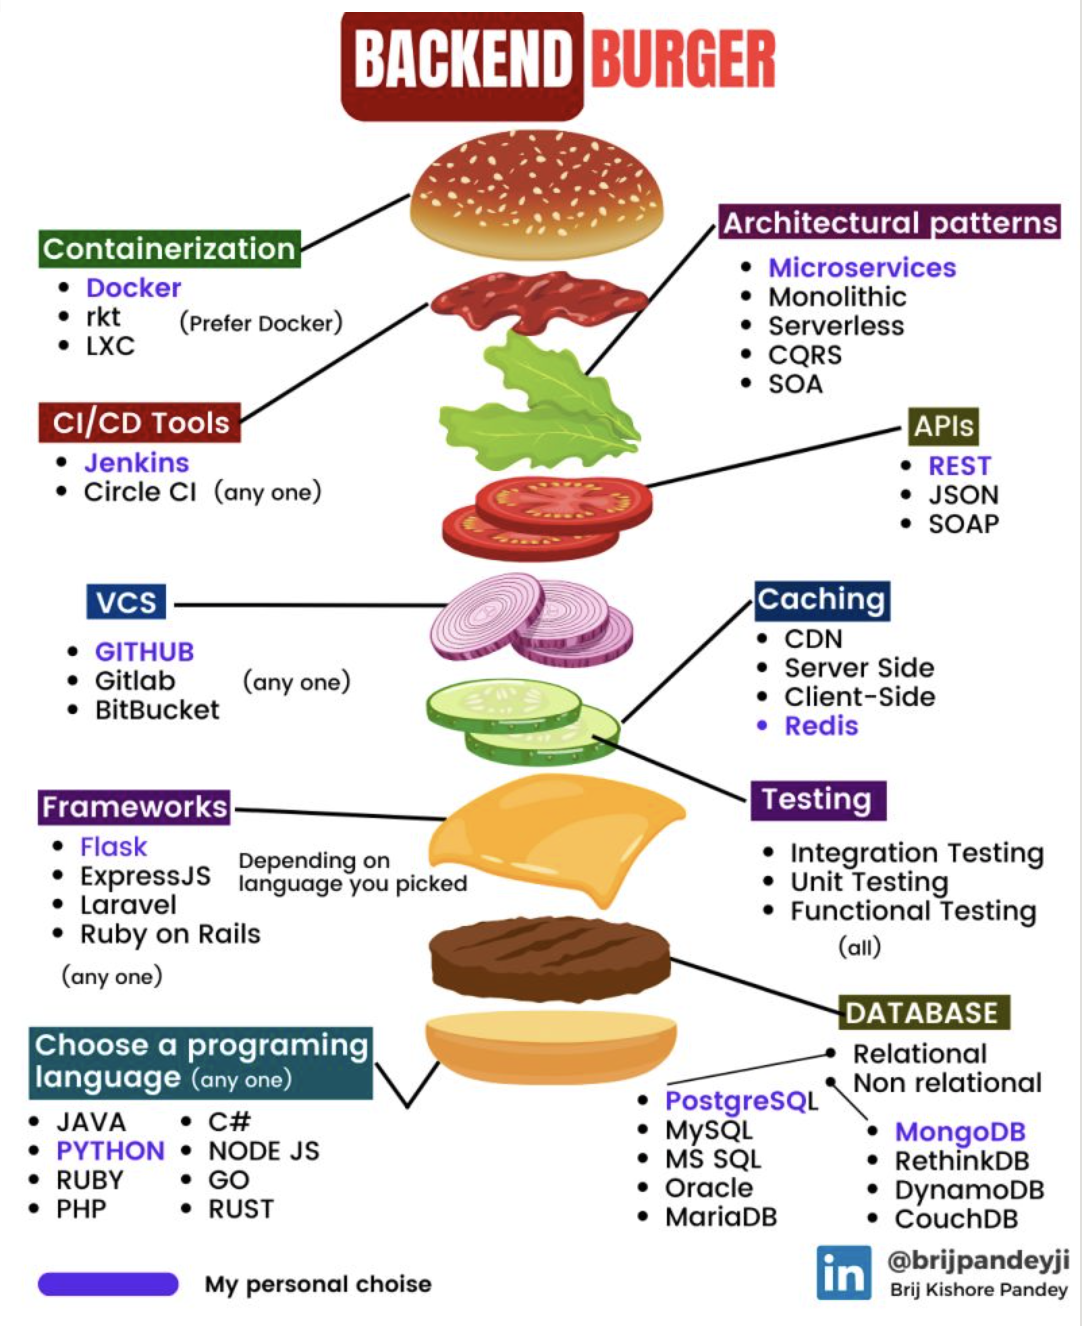 BACKEND BURGER
Containerization
• Docker
• rkt (Prefer Docker)
• LXC
Architectural patterns
• Microservices
• Monolithic
• Serverless
• CQRS
• SOA
CI/CD Tools
• Jenkins
• Circle CI (any one)
APIs
• REST
• JSON
• SOAP
VCS
• GITHUB
• Gitlab (any one)
• BitBucket
Caching
• CDN
• Server Side
• Client-Side
• Redis
Frameworks
• Flask
• ExpressJS
• Laravel
• Ruby on Rails
Depending on
language you picked
(any one)
Testing
• Integration Testing
• Unit Testing
• Functional Testing
(all)
Choose a programing
language (any one)
• JAVA
• PYTHON
• RUBY
• PHP
• C#
• NODE JS
• GO
• RUST
DATABASE
• Relational
• Non relational
• PostgreSQL
• MySQL
• MS SQL
• Oracle
• MariaDB
• MongoDB
• RethinkDB
• DynamoDB
• CouchDB
My personal choise
in
@brijpandeyji
Brij Kishore Pandey